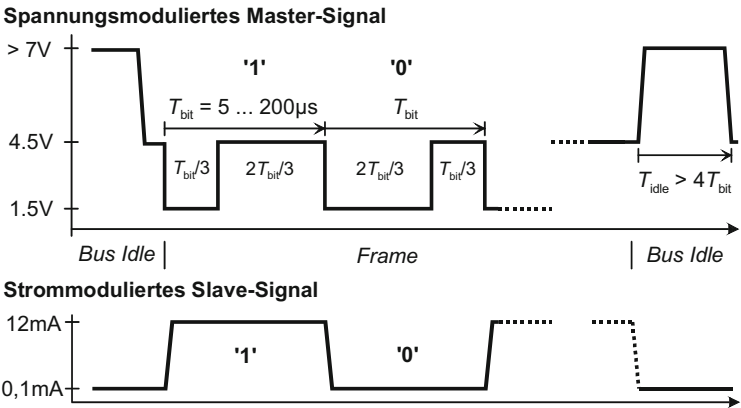 Spannungsmoduliertes Master-Signal
> 7V
'1' '0'
T_bit = 5 ... 200µs T_bit
4.5V
T_bit/3 2T_bit/3 2T_bit/3 T_bit/3
T_idle > 4T_bit
1.5V
Bus Idle Frame Bus Idle
Strommoduliertes Slave-Signal
12mA
'1' '0'
0,1mA